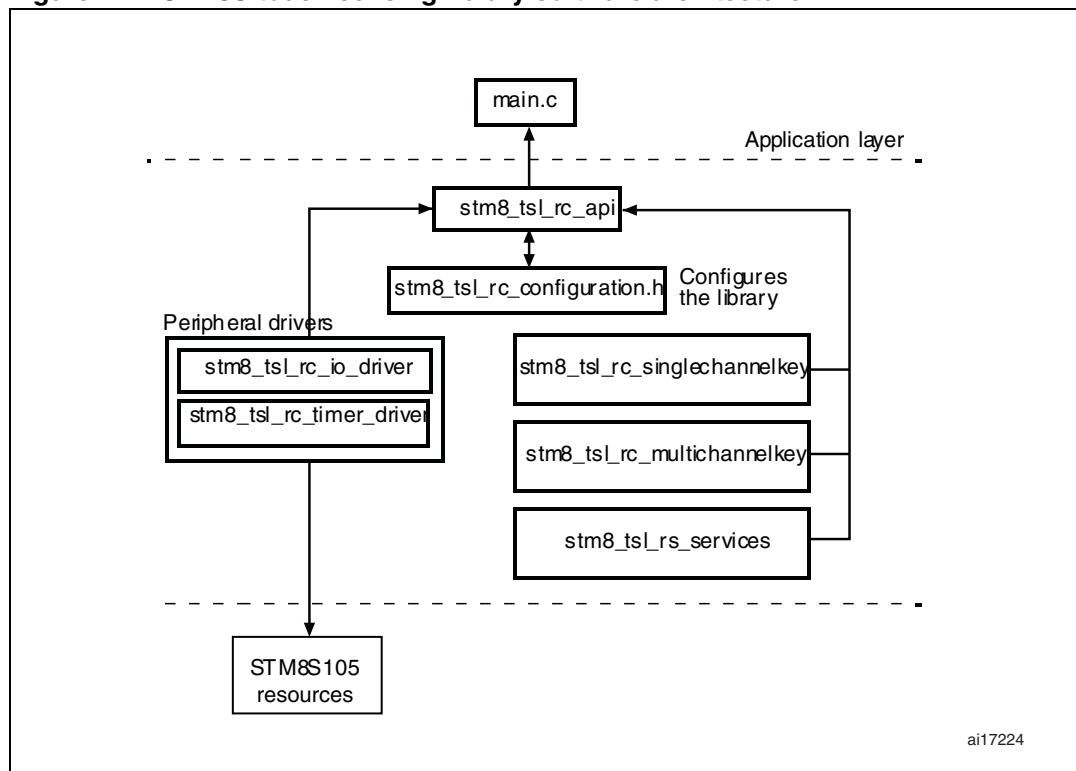 main.c
Application layer
stm8_tsl_rc_api
stm8_tsl_rc_configuration.h
Configures
the library
Peripheral drivers
stm8_tsl_rc_io_driver
stm8_tsl_rc_timer_driver
stm8_tsl_rc_singlechannelkey
stm8_tsl_rc_multichannelkey
stm8_tsl_rs_services
STM8S105
resources
ai17224